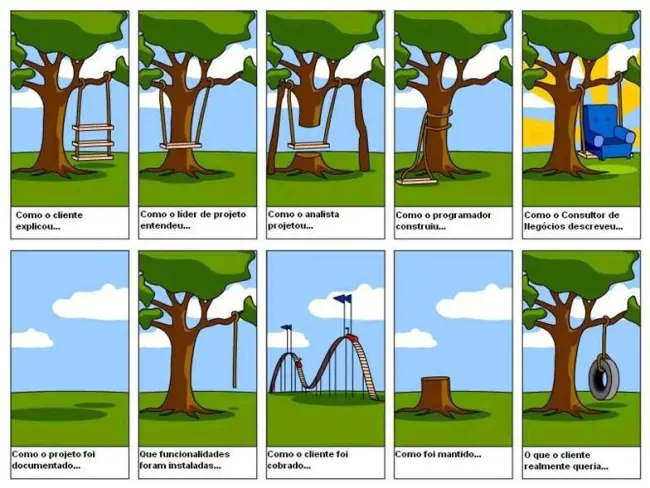 Como o cliente
explicou...
Como o líder de projeto
entendeu...
Como o analista
projetou...
Como o programador
construiu...
Como o Consultor de
Negócios descreveu...
Como o projeto foi
documentado...
Que funcionalidades
foram instaladas...
Como o cliente foi
cobrado...
Como foi mantido...
O que o cliente
realmente queria...